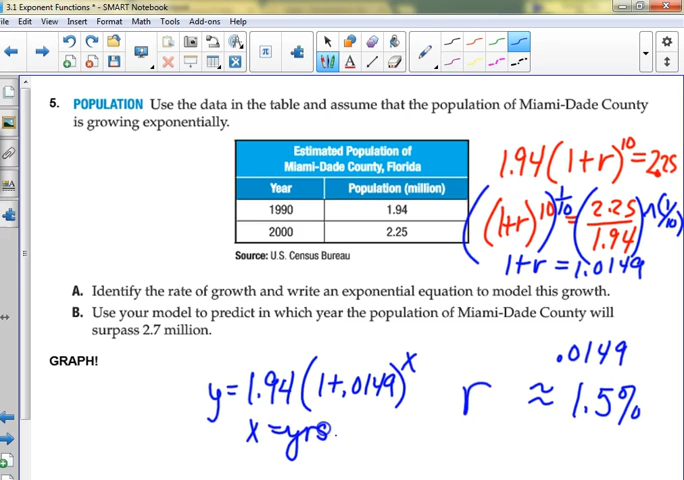 3.1 Exponent Functions * - SMART Notebook
Edit View Insert Format Tools Add-ons Help
5. POPULATION Use the data in the table and assume that the population of Miami-Dade County
is growing exponentially.
Estimated Population of
Miami-Dade County, Florida
Year Population (million)
1990 1.94
2000 2.25
Source: U.S. Census Bureau
1.94(1+r)^10=2.25
((1+r)^10)^1/10=(2.25/1.94)^(1/10)
1+r=1.0149
A. Identify the rate of growth and write an exponential equation to model this growth.
B. Use your model to predict in which year the population of Miami-Dade County will
surpass 2.7 million.
GRAPH!
.0149
y=1.94(1+.0149)^x
r ≈ 1.5%
x=yrs.